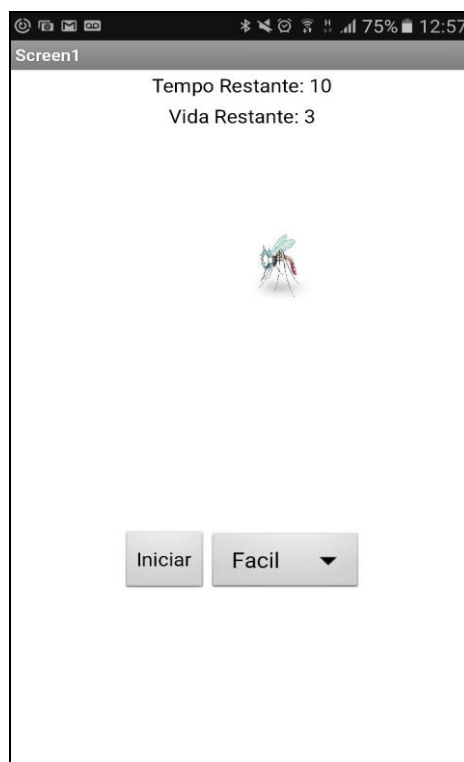 75% 12:57
Screen1
Tempo Restante: 10
Vida Restante: 3
Iniciar Facil